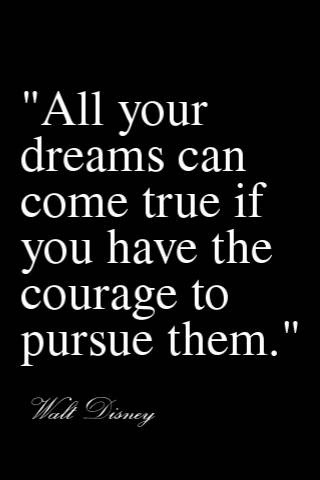 "All your
dreams can
come true if
you have the
courage to
pursue them."
Walt Disney